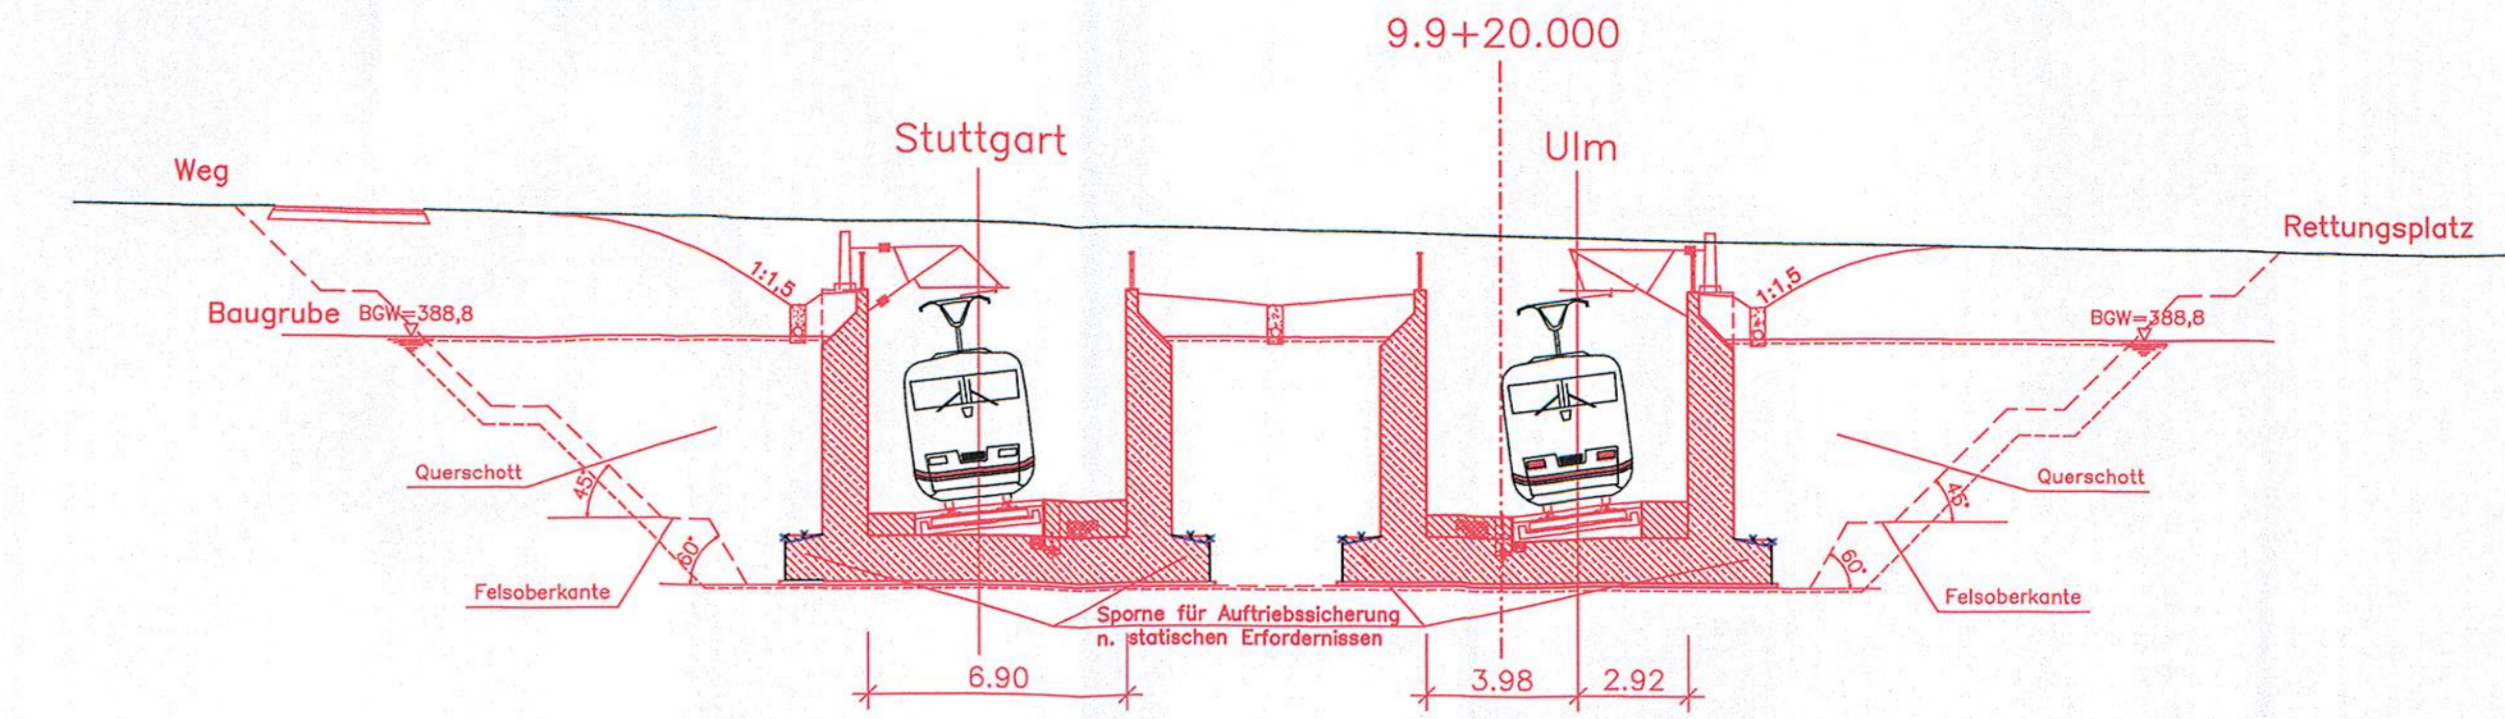 9.9+20.000
Stuttgart
Ulm
Weg
Rettungsplatz
1:1,5
1:1,5
Baugrube BGW=388,8
BGW=388,8
Querschott
Querschott
45°
45°
60°
60°
Felsoberkante
Felsoberkante
Sporne für Auftriebssicherung
n. statischen Erfordernissen
6.90
3.98
2.92